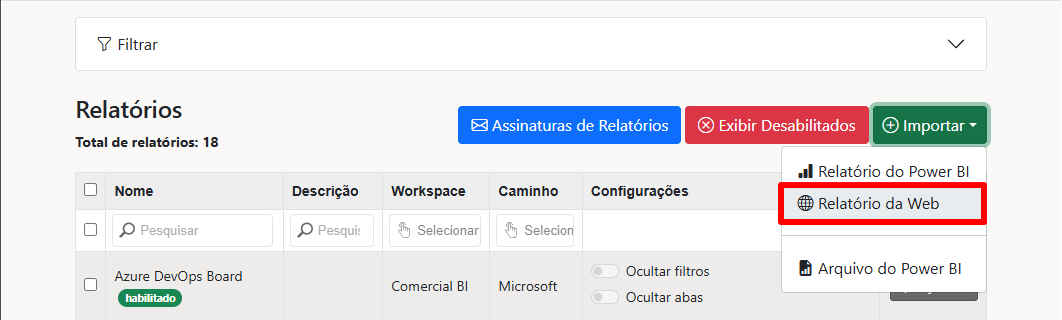 Filtrar
Relatórios
Total de relatórios: 18
Assinaturas de Relatórios
Exibir Desabilitados
Importar
Relatório do Power BI
Relatório da Web
Arquivo do Power BI
Nome Descrição Workspace Caminho Configurações
Pesquisar Pesquis Selecionar Selecion
Azure DevOps Board
habilitado
Comercial BI Microsoft
Ocultar filtros
Ocultar abas